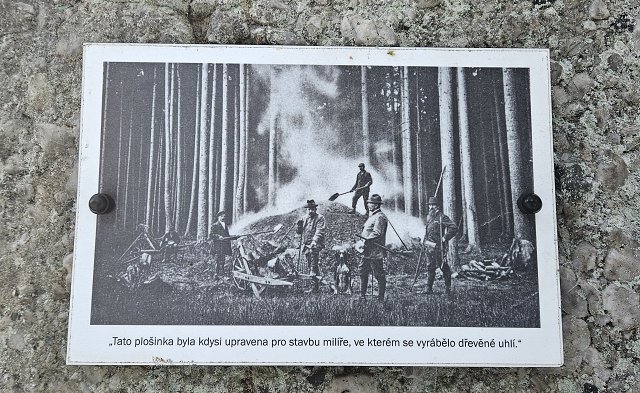 „Tato plošinka byla kdysi upravena pro stavbu milíře, ve kterém se vyrábělo dřevěné uhlí.“